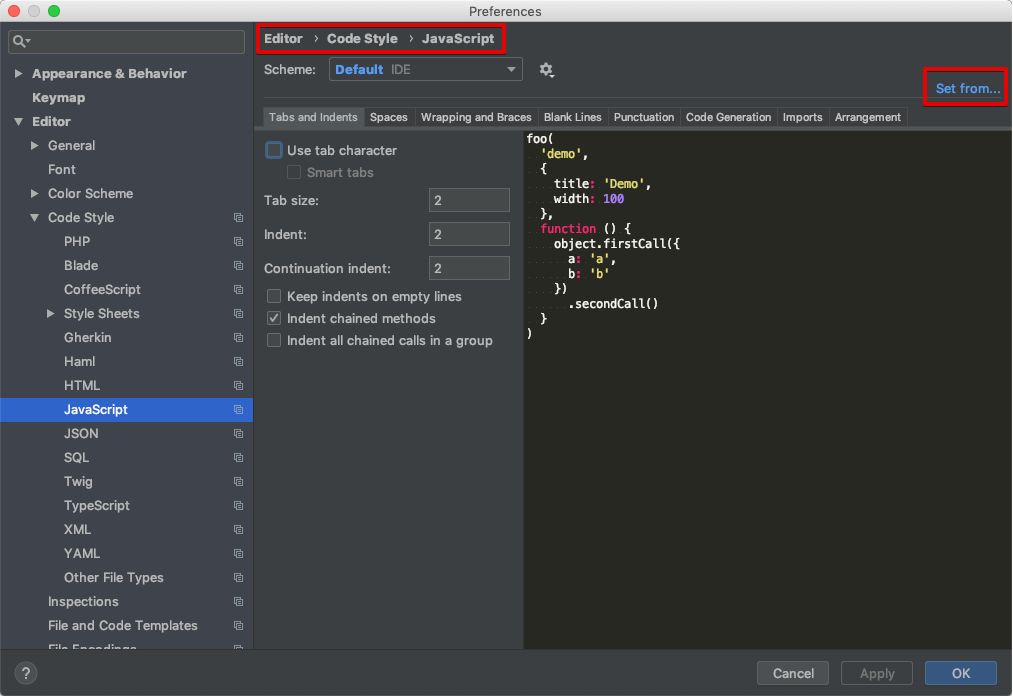 Preferences
Editor › Code Style › JavaScript
Scheme: Default IDE
Set from...
Appearance & Behavior
Keymap
Editor
General
Font
Color Scheme
Code Style
PHP
Blade
CoffeeScript
Style Sheets
Gherkin
Haml
HTML
JavaScript
JSON
SQL
Twig
TypeScript
XML
YAML
Other File Types
Inspections
File and Code Templates
File Encodings
Tabs and Indents Spaces Wrapping and Braces Blank Lines Punctuation Code Generation Imports Arrangement
Use tab character
Smart tabs
Tab size: 2
Indent: 2
Continuation indent: 2
Keep indents on empty lines
Indent chained methods
Indent all chained calls in a group
foo(
  'demo',
  {
    title: 'Demo',
    width: 100
  },
  function () {
    object.firstCall({
      a: 'a',
      b: 'b'
    })
      .secondCall()
  }
)
?
Cancel Apply OK